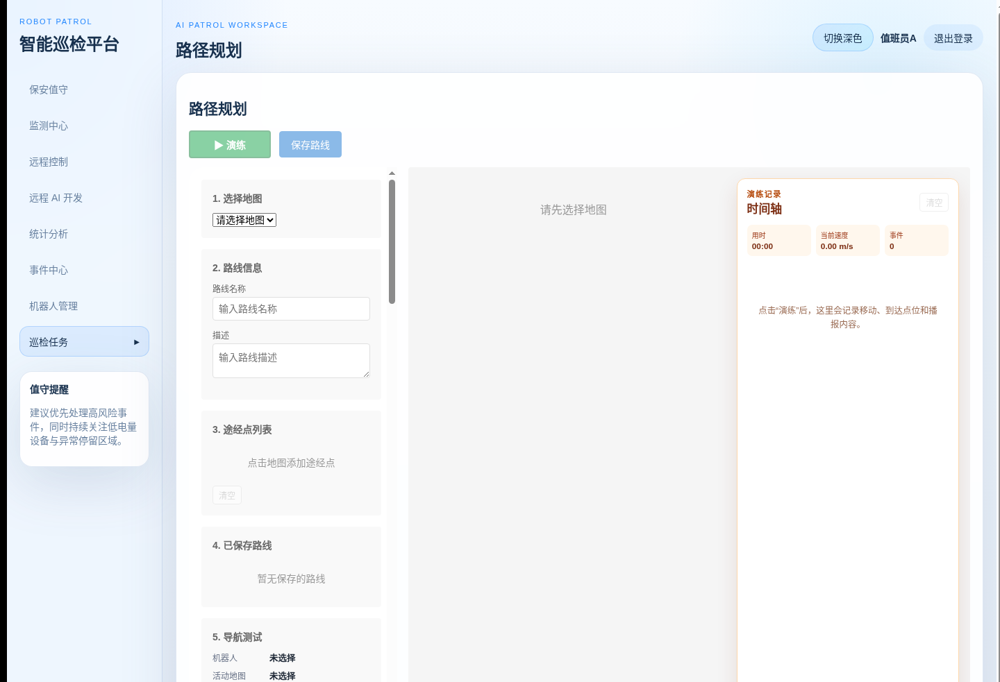 ROBOT PATROL
智能巡检平台
保安值守
监测中心
远程控制
远程 AI 开发
统计分析
事件中心
机器人管理
巡检任务
值守提醒
建议优先处理高风险事
件，同时持续关注低电量
设备与异常停留区域。
AI PATROL WORKSPACE
路径规划
切换深色
值班员A
退出登录
路径规划
▶ 演练
保存路线
1. 选择地图
请选择地图
2. 路线信息
路线名称
输入路线名称
描述
输入路线描述
3. 途经点列表
点击地图添加途经点
清空
4. 已保存路线
暂无保存的路线
5. 导航测试
机器人 未选择
活动地图 未选择
请先选择地图
演练记录
时间轴
清空
用时
00:00
当前速度
0.00 m/s
事件
0
点击“演练”后，这里会记录移动、到达点位和播
报内容。